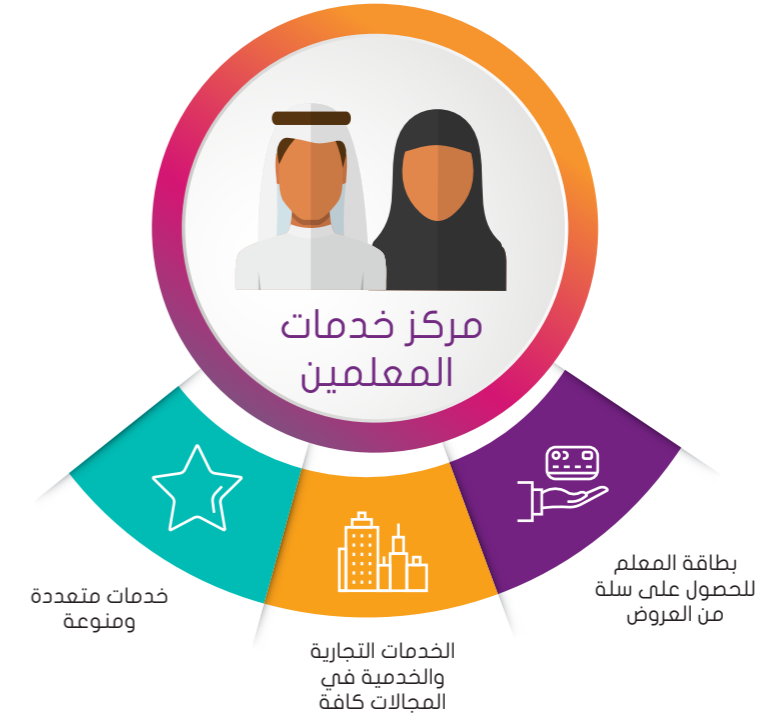 مركز خدمات
المعلمين
بطاقة المعلم
للحصول على سلة
من العروض
الخدمات التجارية
والخدمية في
المجالات كافة
خدمات متعددة
ومنوعة